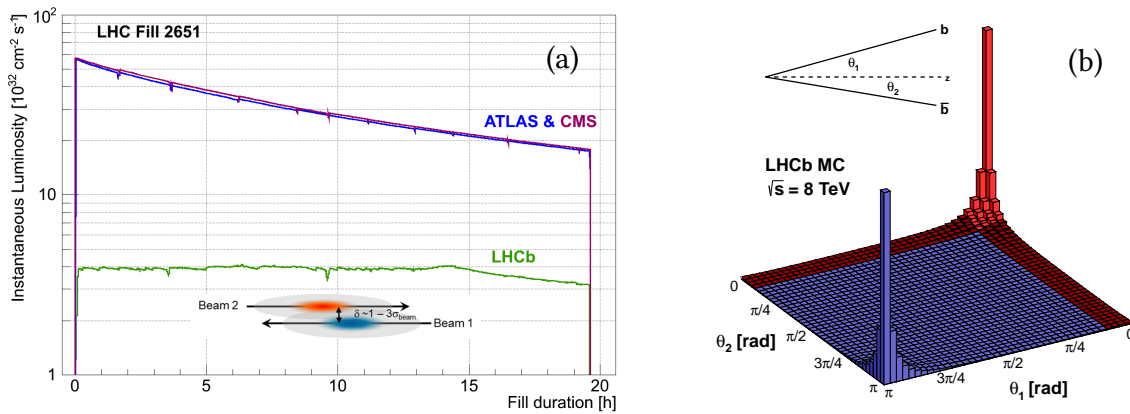 LHC Fill 2651
(a)
Instantaneous Luminosity [10³² cm⁻² s⁻¹]
10²
10
1
ATLAS & CMS
LHCb
Beam 2
δ ~1 – 3σbeam
Beam 1
0 5 10 15 20
Fill duration [h]
(b)
b
θ₁
z
θ₂
b̅
LHCb MC
√s = 8 TeV
0
π/4
π/2
3π/4
π
θ₂ [rad]
π
3π/4
π/2
π/4
0
θ₁ [rad]